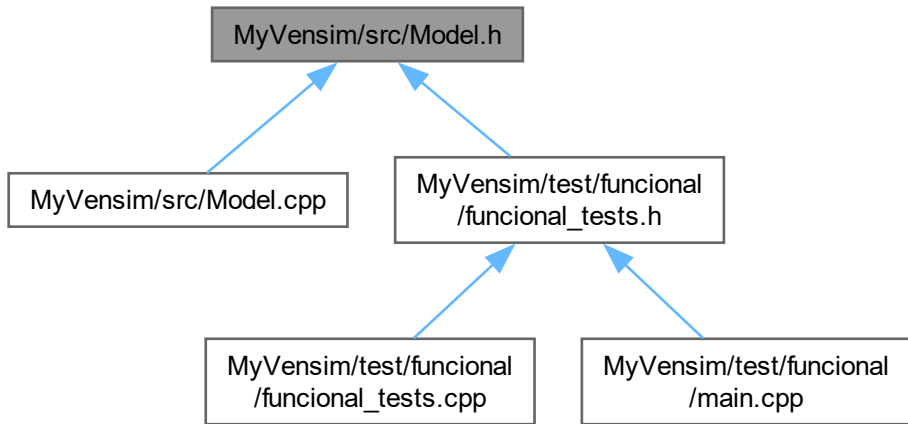 MyVensim/src/Model.h
MyVensim/src/Model.cpp
MyVensim/test/funcional
/funcional_tests.h
MyVensim/test/funcional
/funcional_tests.cpp
MyVensim/test/funcional
/main.cpp